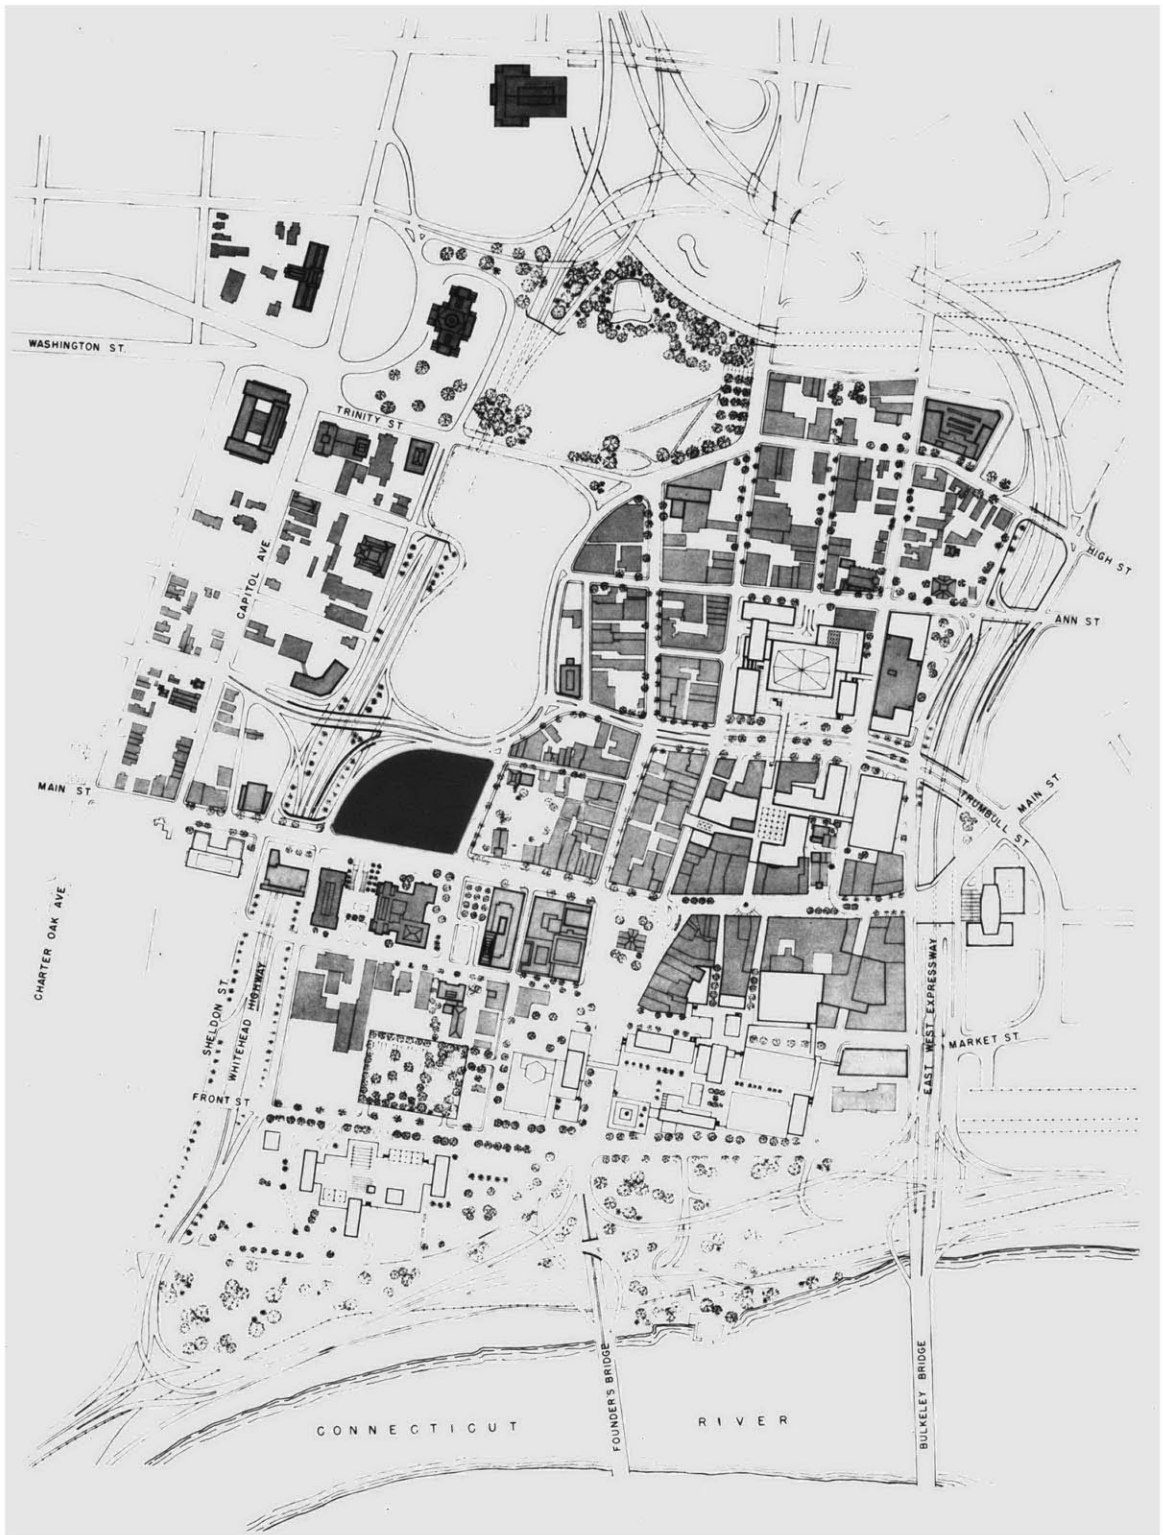 WASHINGTON ST.
TRINITY ST
CAPITOL AVE.
HIGH ST
ANN ST
MAIN ST.
TRUMBULL ST.
MAIN ST.
CHARTER OAK AVE
SHELDON ST.
WHITEHEAD HIGHWAY
FRONT ST
EAST WEST EXPRESSWAY
MARKET ST.
FOUNDER'S BRIDGE
BULKELEY BRIDGE
CONNECTICUT RIVER